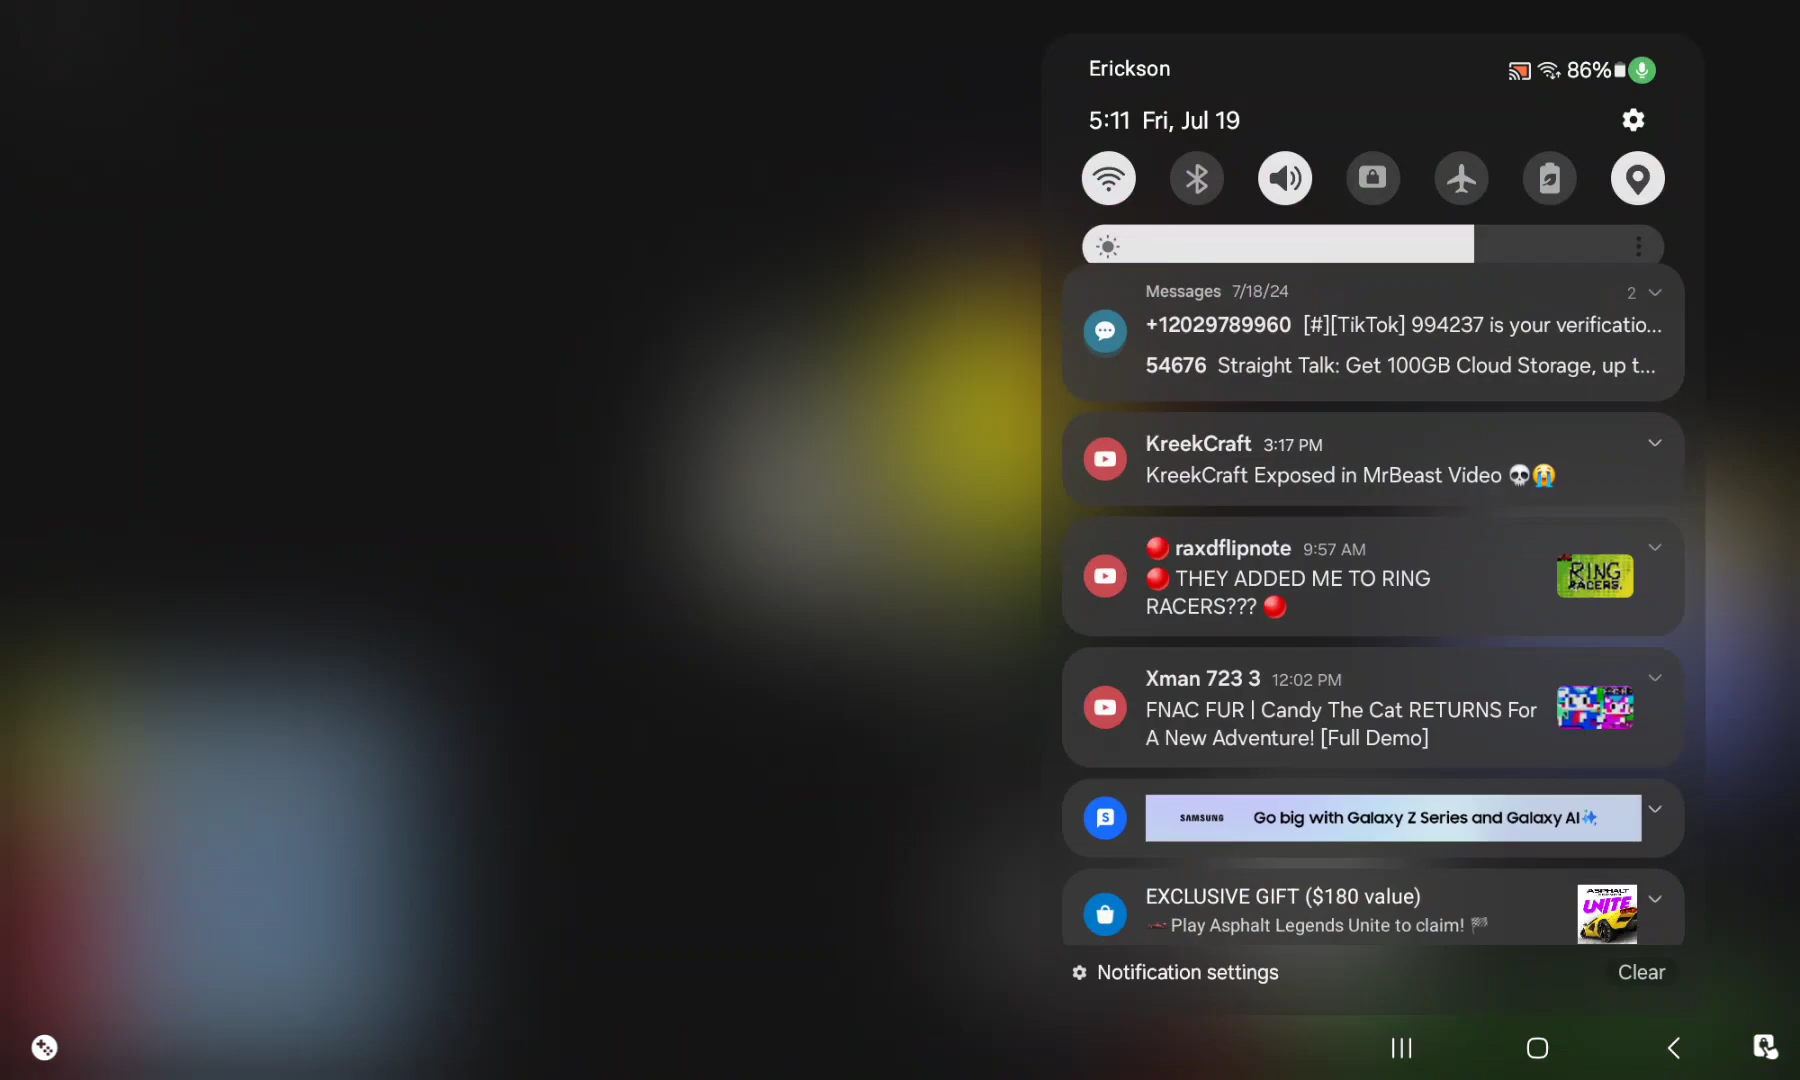 Erickson
86%
5:11 Fri, Jul 19
Messages 7/18/24 2
+12029789960 [#][TikTok] 994237 is your verificatio...
54676 Straight Talk: Get 100GB Cloud Storage, up t...
KreekCraft 3:17 PM
KreekCraft Exposed in MrBeast Video 💀😭
🔴 raxdflipnote 9:57 AM
🔴 THEY ADDED ME TO RING
RACERS??? 🔴
RING
RACERS
Xman 723 3 12:02 PM
FNAC FUR | Candy The Cat RETURNS For
A New Adventure! [Full Demo]
SAMSUNG Go big with Galaxy Z Series and Galaxy AI✨
EXCLUSIVE GIFT ($180 value)
🏎️ Play Asphalt Legends Unite to claim! 🏁
ASPHALT
UNITE
Notification settings
Clear